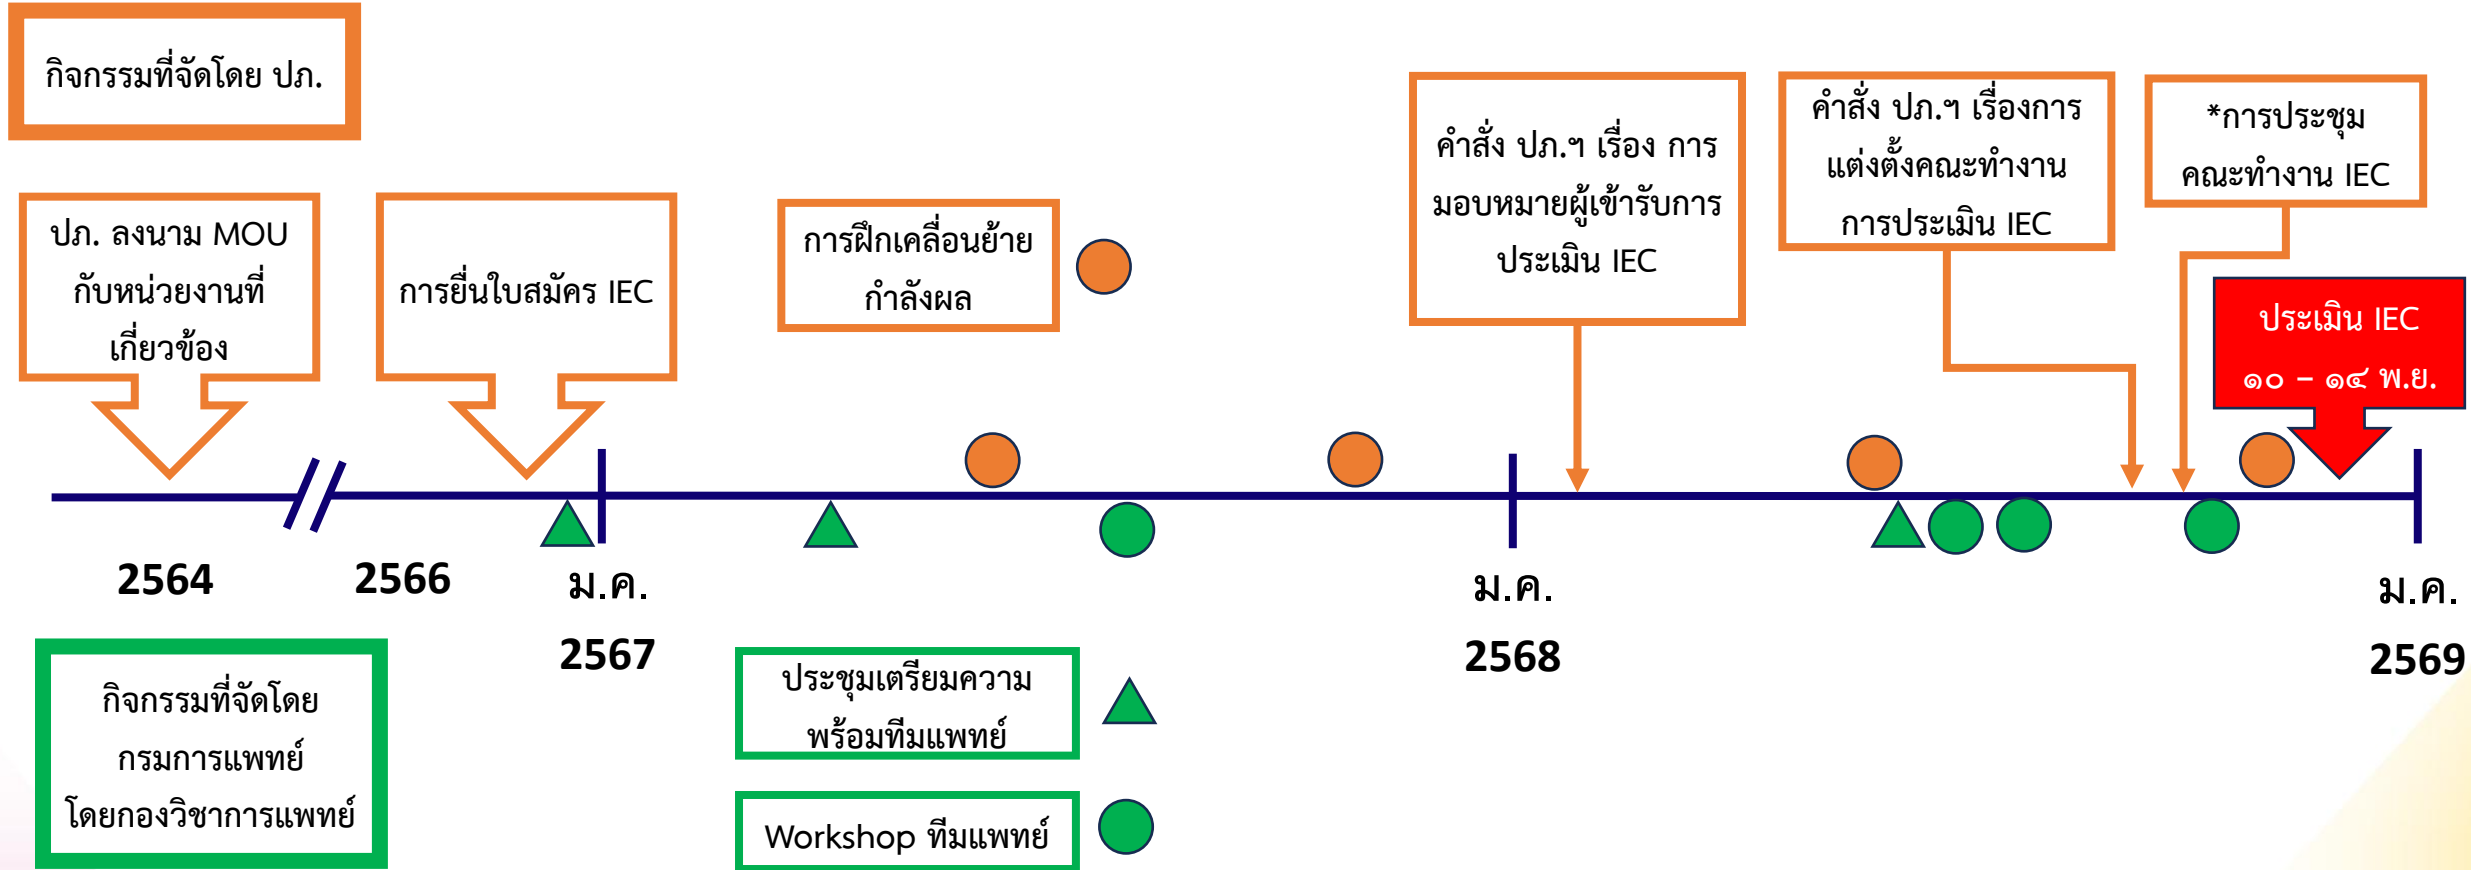 กิจกรรมที่จัดโดย ปภ.
ปภ. ลงนาม MOU
กับหน่วยงานที่
เกี่ยวข้อง
การยื่นใบสมัคร IEC
การฝึกเคลื่อนย้าย
กำลังผล
คำสั่ง ปภ.ฯ เรื่อง การ
มอบหมายผู้เข้ารับการ
ประเมิน IEC
คำสั่ง ปภ.ฯ เรื่องการ
แต่งตั้งคณะทำงาน
การประเมิน IEC
*การประชุม
คณะทำงาน IEC
ประเมิน IEC
๑๐ – ๑๔ พ.ย.
2564
2566
ม.ค.
2567
ม.ค.
2568
ม.ค.
2569
กิจกรรมที่จัดโดย
กรมการแพทย์
โดยกองวิชาการแพทย์
ประชุมเตรียมความ
พร้อมทีมแพทย์
Workshop ทีมแพทย์